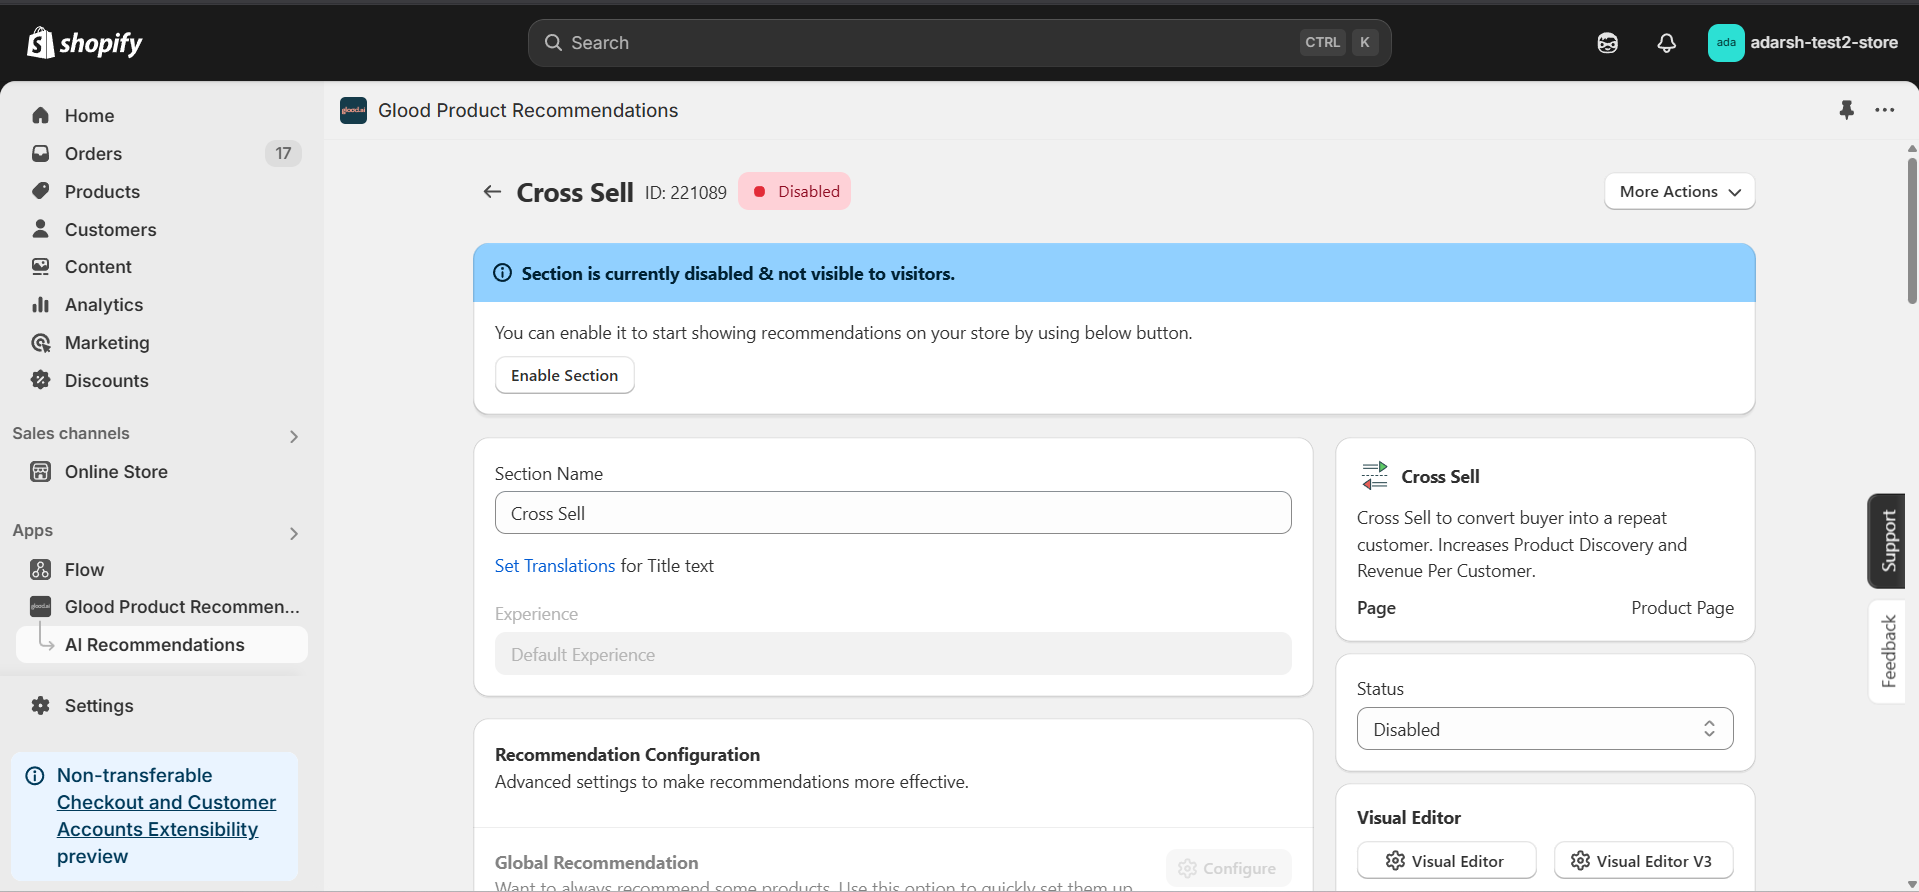 shopify
Search
CTRL K
ada
adarsh-test2-store
Home
Orders 17
Products
Customers
Content
Analytics
Marketing
Discounts
Sales channels
Online Store
Apps
Flow
Glood Product Recommen...
AI Recommendations
Settings
Non-transferable
Checkout and Customer
Accounts Extensibility
preview
glood.ai Glood Product Recommendations
Cross Sell ID: 221089 Disabled
More Actions
Section is currently disabled & not visible to visitors.
You can enable it to start showing recommendations on your store by using below button.
Enable Section
Section Name
Cross Sell
Set Translations for Title text
Experience
Default Experience
Recommendation Configuration
Advanced settings to make recommendations more effective.
Global Recommendation
Configure
Want to always recommend some products. Use this option to quickly set them up
Cross Sell
Cross Sell to convert buyer into a repeat
customer. Increases Product Discovery and
Revenue Per Customer.
Page Product Page
Status
Disabled
Visual Editor
Visual Editor Visual Editor V3
Support
Feedback